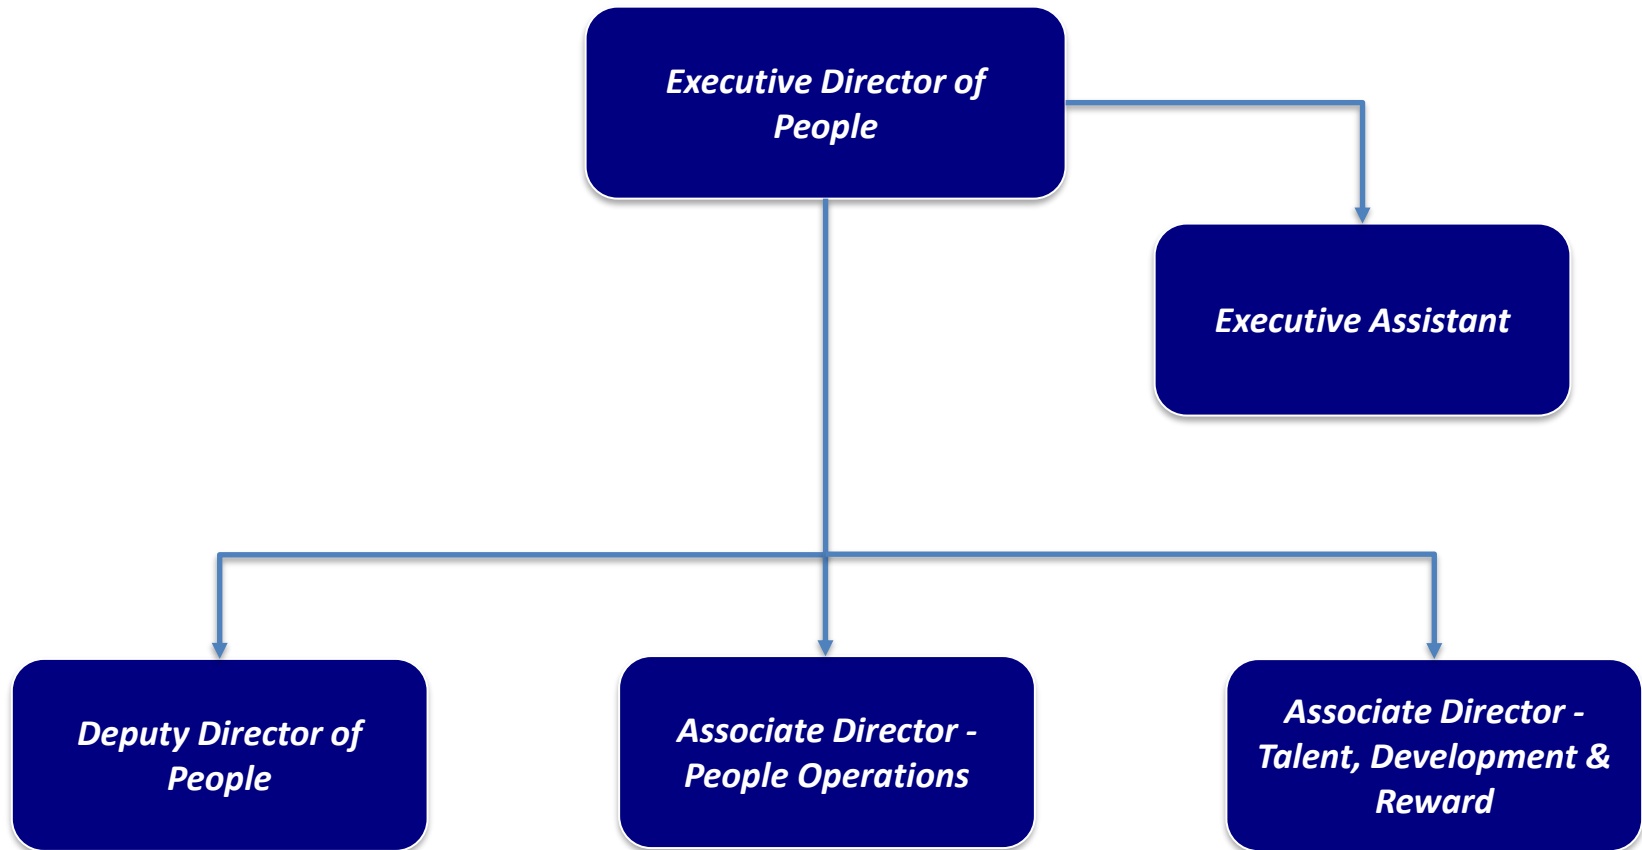 Executive Director of
People
Executive Assistant
Deputy Director of
People
Associate Director -
People Operations
Associate Director -
Talent, Development &
Reward